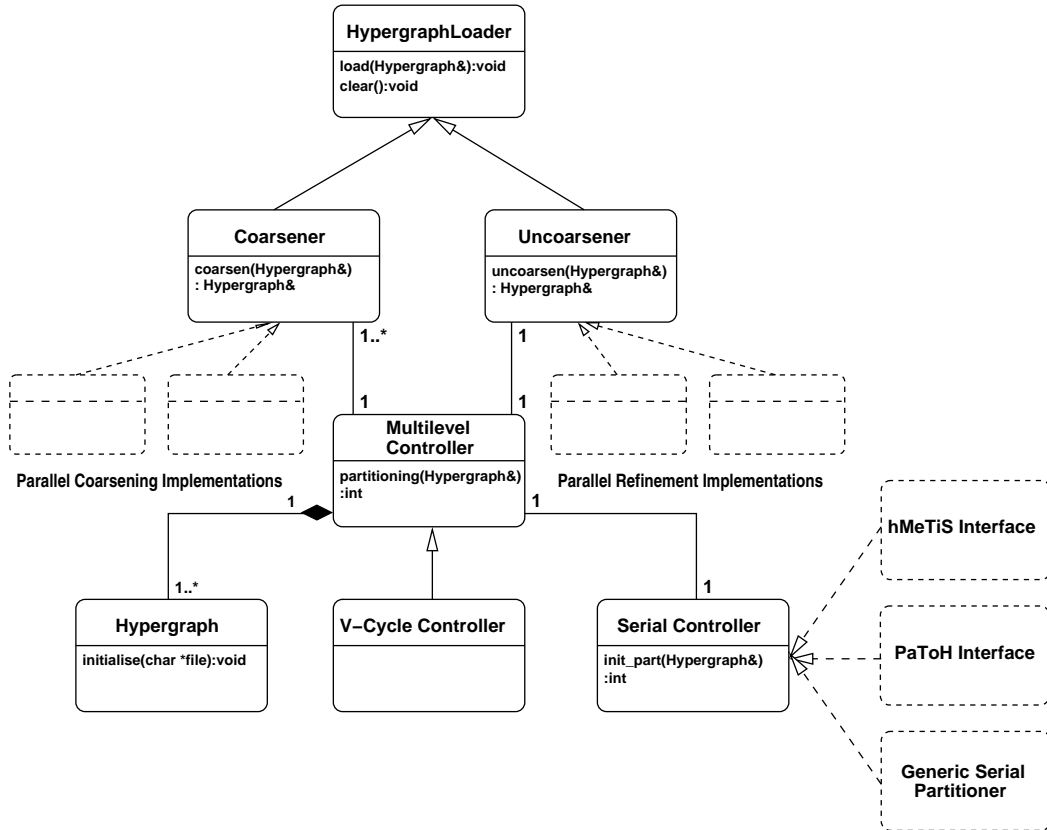 HypergraphLoader
load(Hypergraph&):void
clear():void
Coarsener
coarsen(Hypergraph&)
: Hypergraph&
Uncoarsener
uncoarsen(Hypergraph&)
: Hypergraph&
1..*
1
1
1
Multilevel
Controller
partitioning(Hypergraph&)
:int
Parallel Coarsening Implementations
Parallel Refinement Implementations
1
1
1..*
1
Hypergraph
initialise(char *file):void
V−Cycle Controller
Serial Controller
init_part(Hypergraph&)
:int
hMeTiS Interface
PaToH Interface
Generic Serial
Partitioner